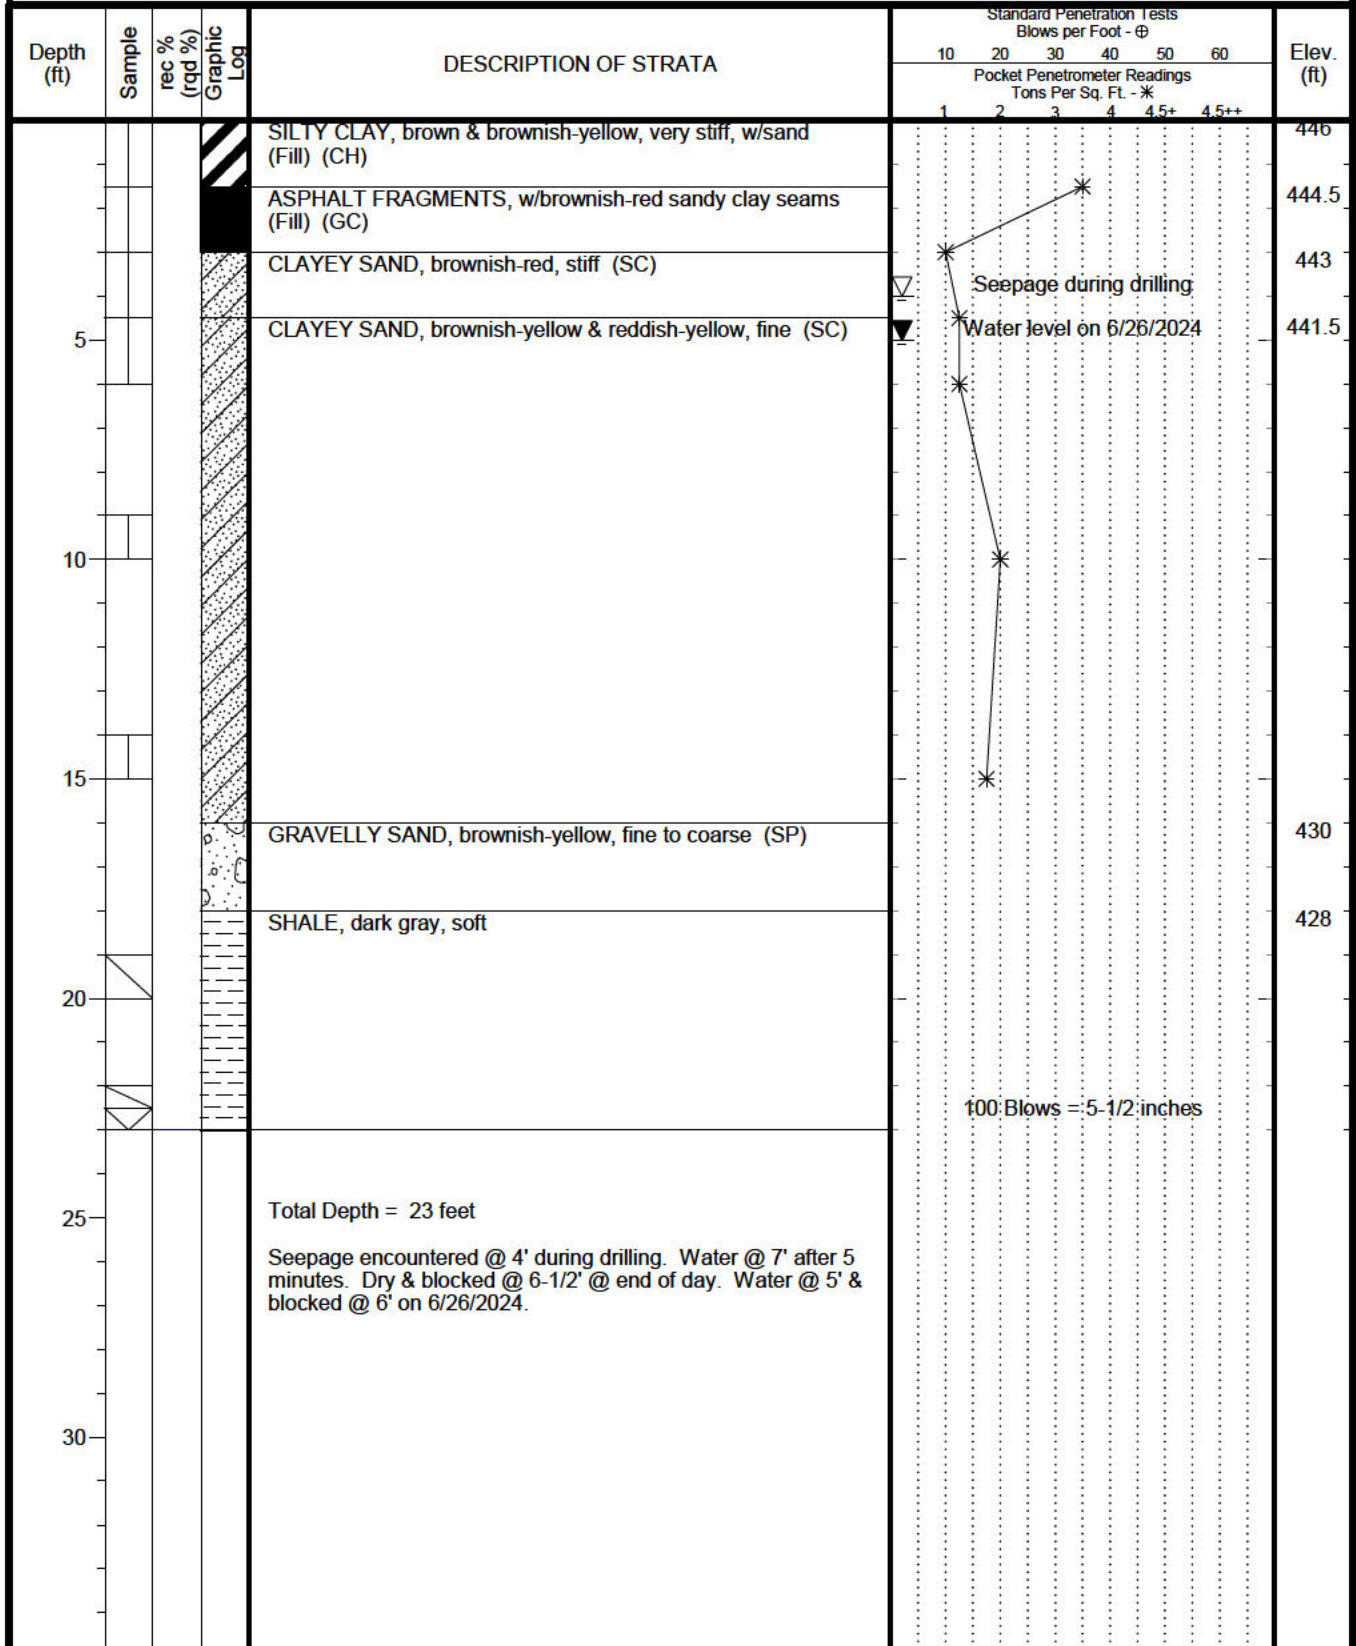 Depth
(ft)
Sample
rec %
(rqd %)
Graphic
Log
DESCRIPTION OF STRATA
Standard Penetration Tests
Blows per Foot - ⊕
10 20 30 40 50 60
Pocket Penetrometer Readings
Tons Per Sq. Ft. - ✳
1 2 3 4 4.5+ 4.5++
Elev.
(ft)
SILTY CLAY, brown & brownish-yellow, very stiff, w/sand
(Fill) (CH)
446
ASPHALT FRAGMENTS, w/brownish-red sandy clay seams
(Fill) (GC)
444.5
CLAYEY SAND, brownish-red, stiff (SC)
443
Seepage during drilling
5
CLAYEY SAND, brownish-yellow & reddish-yellow, fine (SC)
Water level on 6/26/2024
441.5
10
15
GRAVELLY SAND, brownish-yellow, fine to coarse (SP)
430
SHALE, dark gray, soft
428
20
100 Blows = 5-1/2 inches
25
Total Depth = 23 feet
Seepage encountered @ 4' during drilling. Water @ 7' after 5
minutes. Dry & blocked @ 6-1/2' @ end of day. Water @ 5' &
blocked @ 6' on 6/26/2024.
30